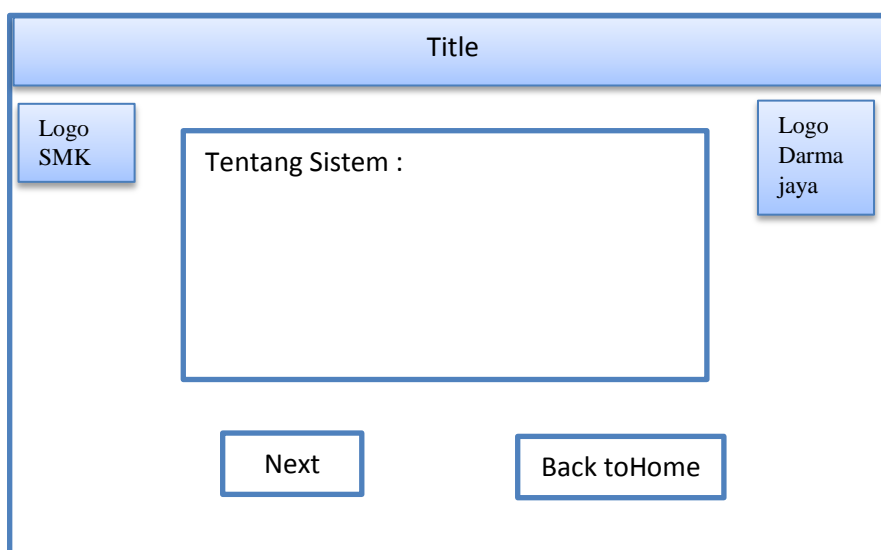 Title
Logo
SMK
Tentang Sistem :
Logo
Darma
jaya
Next
Back toHome